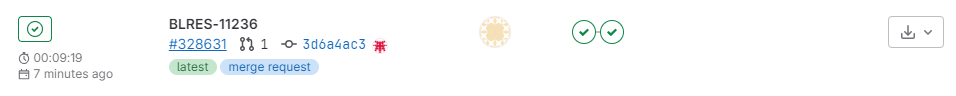 BLRES-11236
#328631 1 3d6a4ac3
00:09:19
latest merge request
7 minutes ago